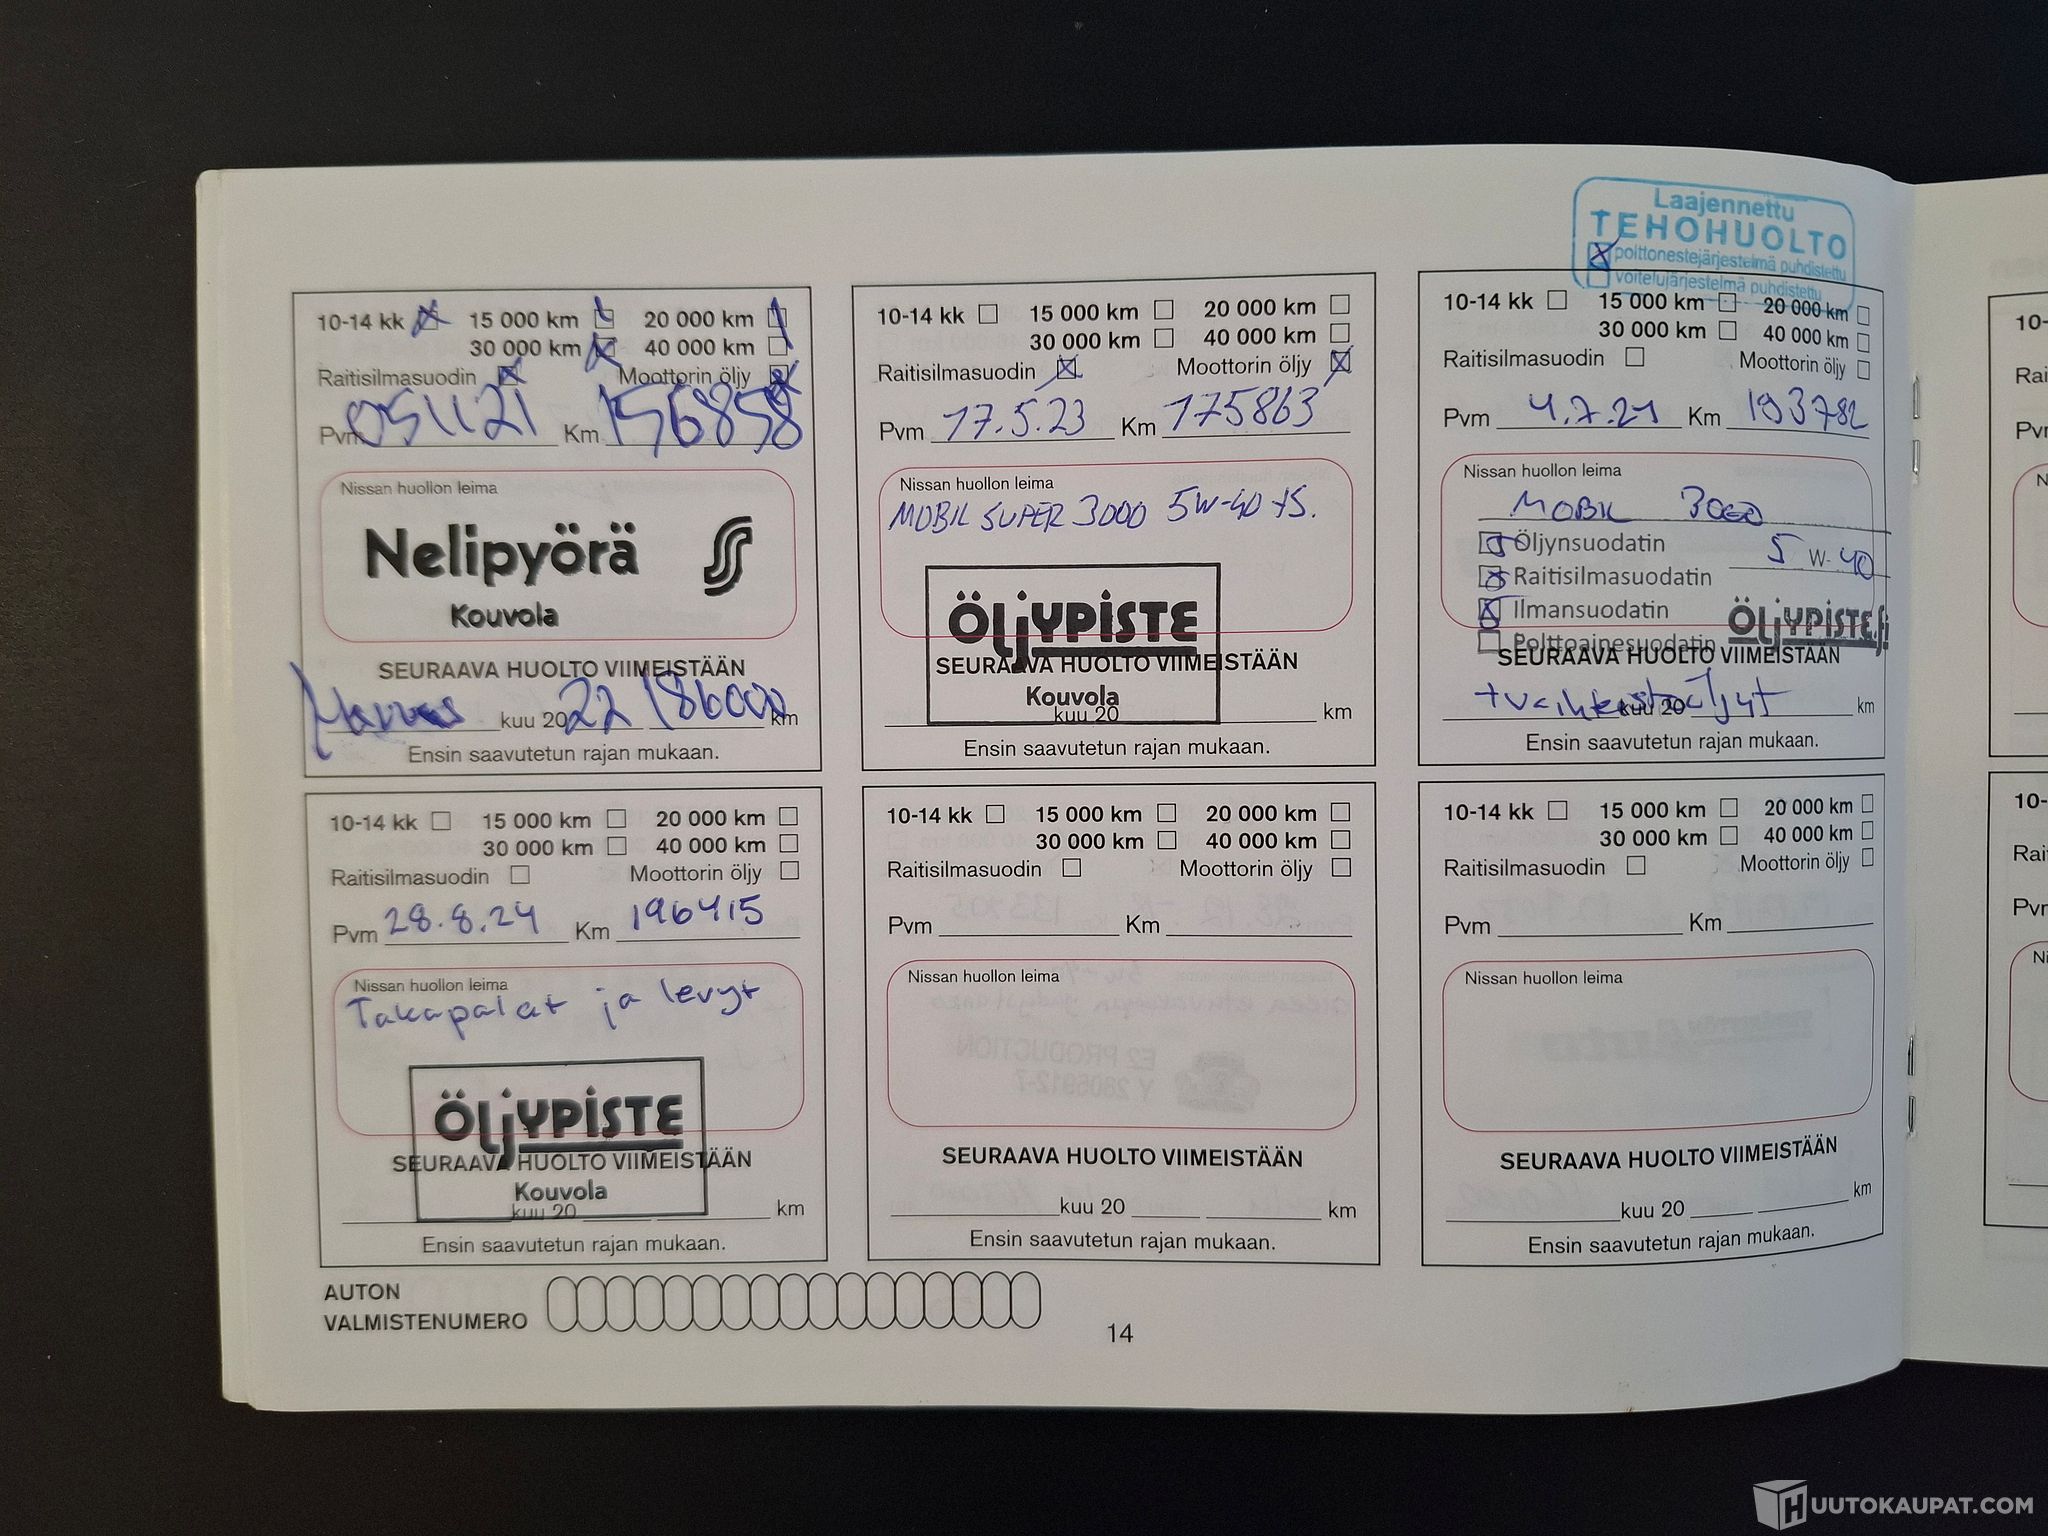 Laajennettu
TEHOHUOLTO
polttonestejärjestelmä puhdistettu
voitelujärjestelmä puhdistettu
10-14 kk 15 000 km 20 000 km
30 000 km 40 000 km
Raitisilmasuodin Moottorin öljy
Pvm 051121 Km 156858
Nissan huollon leima
Nelipyörä S
Kouvola
SEURAAVA HUOLTO VIIMEISTÄÄN
kuu 2022 186000 km
Ensin saavutetun rajan mukaan.
10-14 kk 15 000 km 20 000 km
30 000 km 40 000 km
Raitisilmasuodin Moottorin öljy
Pvm 17.5.23 Km 175863
Nissan huollon leima
MOBIL SUPER 3000 5W-40 +S.
ÖLJYPISTE
SEURAAVA HUOLTO VIIMEISTÄÄN
Kouvola
kuu 20 km
Ensin saavutetun rajan mukaan.
10-14 kk 15 000 km 20 000 km
30 000 km 40 000 km
Raitisilmasuodin Moottorin öljy
Pvm 4.7.24 Km 193782
Nissan huollon leima
MOBIL 3000
Öljynsuodatin 5 W-40
Raitisilmasuodatin
Ilmansuodatin ÖLJYPISTE.fi
Polttoainesuodatin
SEURAAVA HUOLTO VIIMEISTÄÄN
+vaihteistoöljyt
kuu 20 km
Ensin saavutetun rajan mukaan.
10-14 kk 15 000 km 20 000 km
30 000 km 40 000 km
Raitisilmasuodin Moottorin öljy
Pvm 28.8.24 Km 196415
Nissan huollon leima
Takapalat ja levyt
ÖLJYPISTE
SEURAAVA HUOLTO VIIMEISTÄÄN
Kouvola
kuu 20 km
Ensin saavutetun rajan mukaan.
10-14 kk 15 000 km 20 000 km
30 000 km 40 000 km
Raitisilmasuodin Moottorin öljy
Pvm Km
Nissan huollon leima
SEURAAVA HUOLTO VIIMEISTÄÄN
kuu 20 km
Ensin saavutetun rajan mukaan.
10-14 kk 15 000 km 20 000 km
30 000 km 40 000 km
Raitisilmasuodin Moottorin öljy
Pvm Km
Nissan huollon leima
SEURAAVA HUOLTO VIIMEISTÄÄN
kuu 20 km
Ensin saavutetun rajan mukaan.
AUTON
VALMISTENUMERO
14
10-
Rai
Pvm
N
10-
Rai
Pvm
Ni
HUUTOKAUPAT.COM